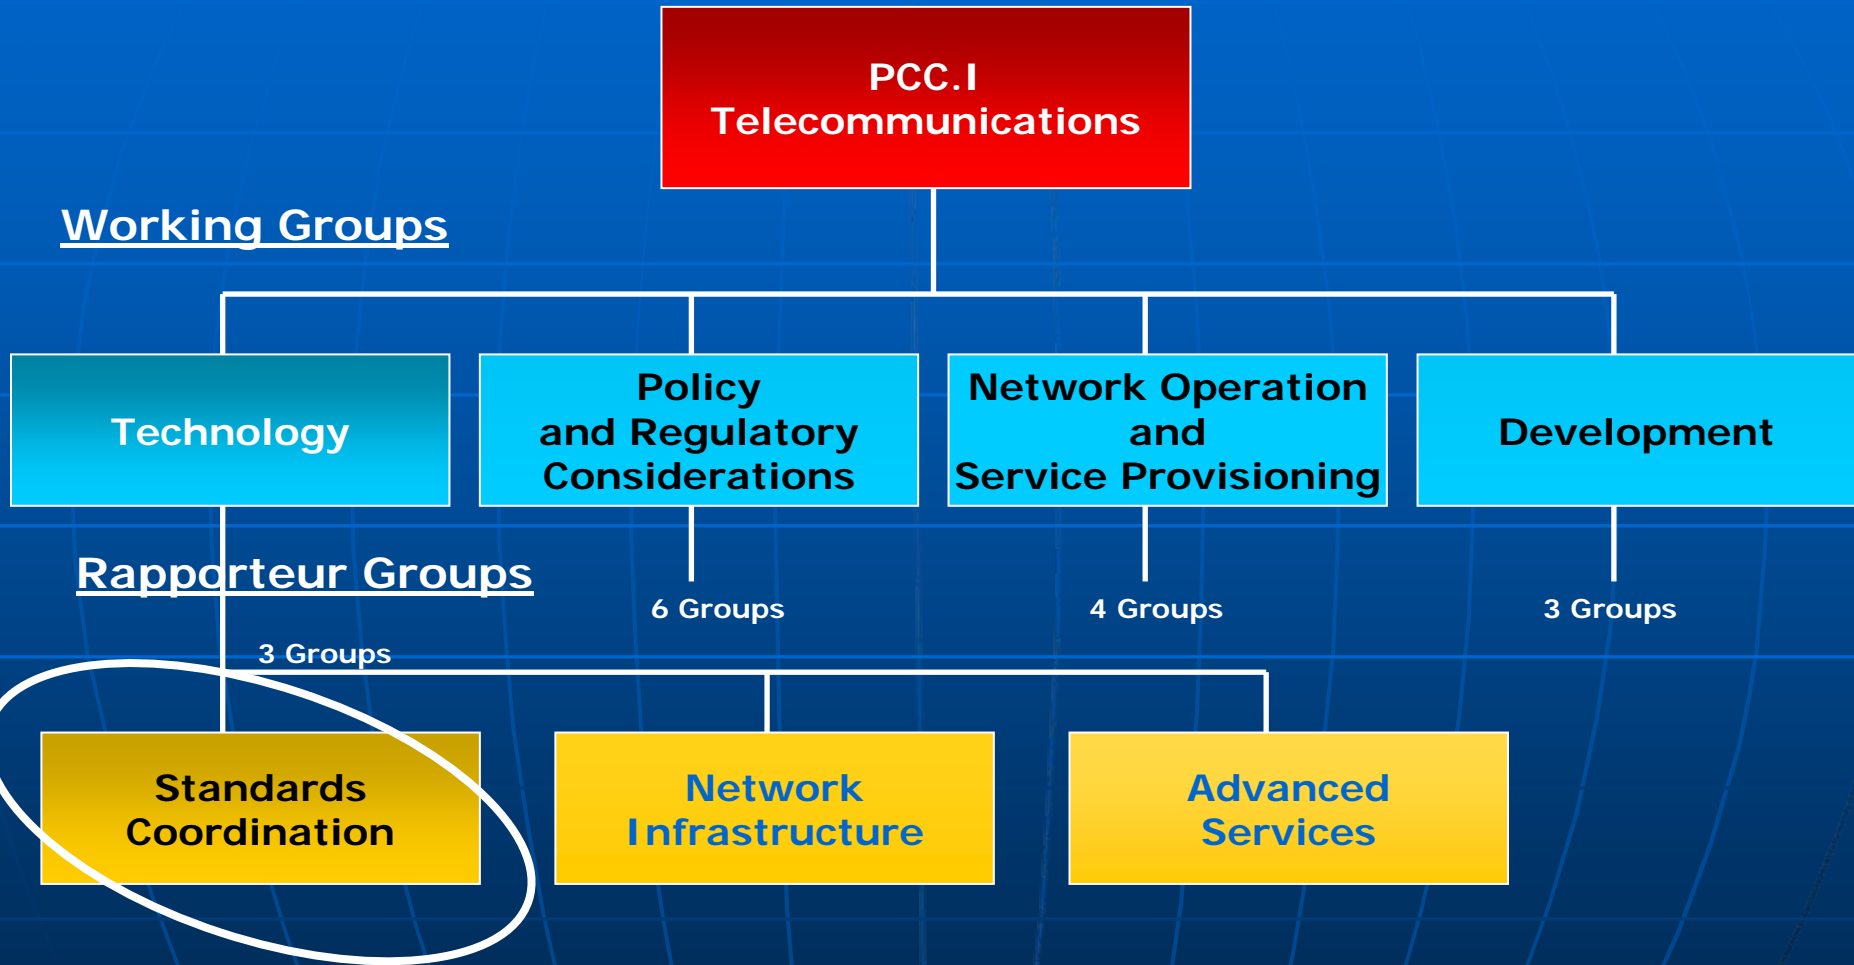 PCC.I
Telecommunications
Working Groups
Technology
Policy
and Regulatory
Considerations
Network Operation
and
Service Provisioning
Development
Rapporteur Groups
6 Groups
4 Groups
3 Groups
3 Groups
Standards
Coordination
Network
Infrastructure
Advanced
Services